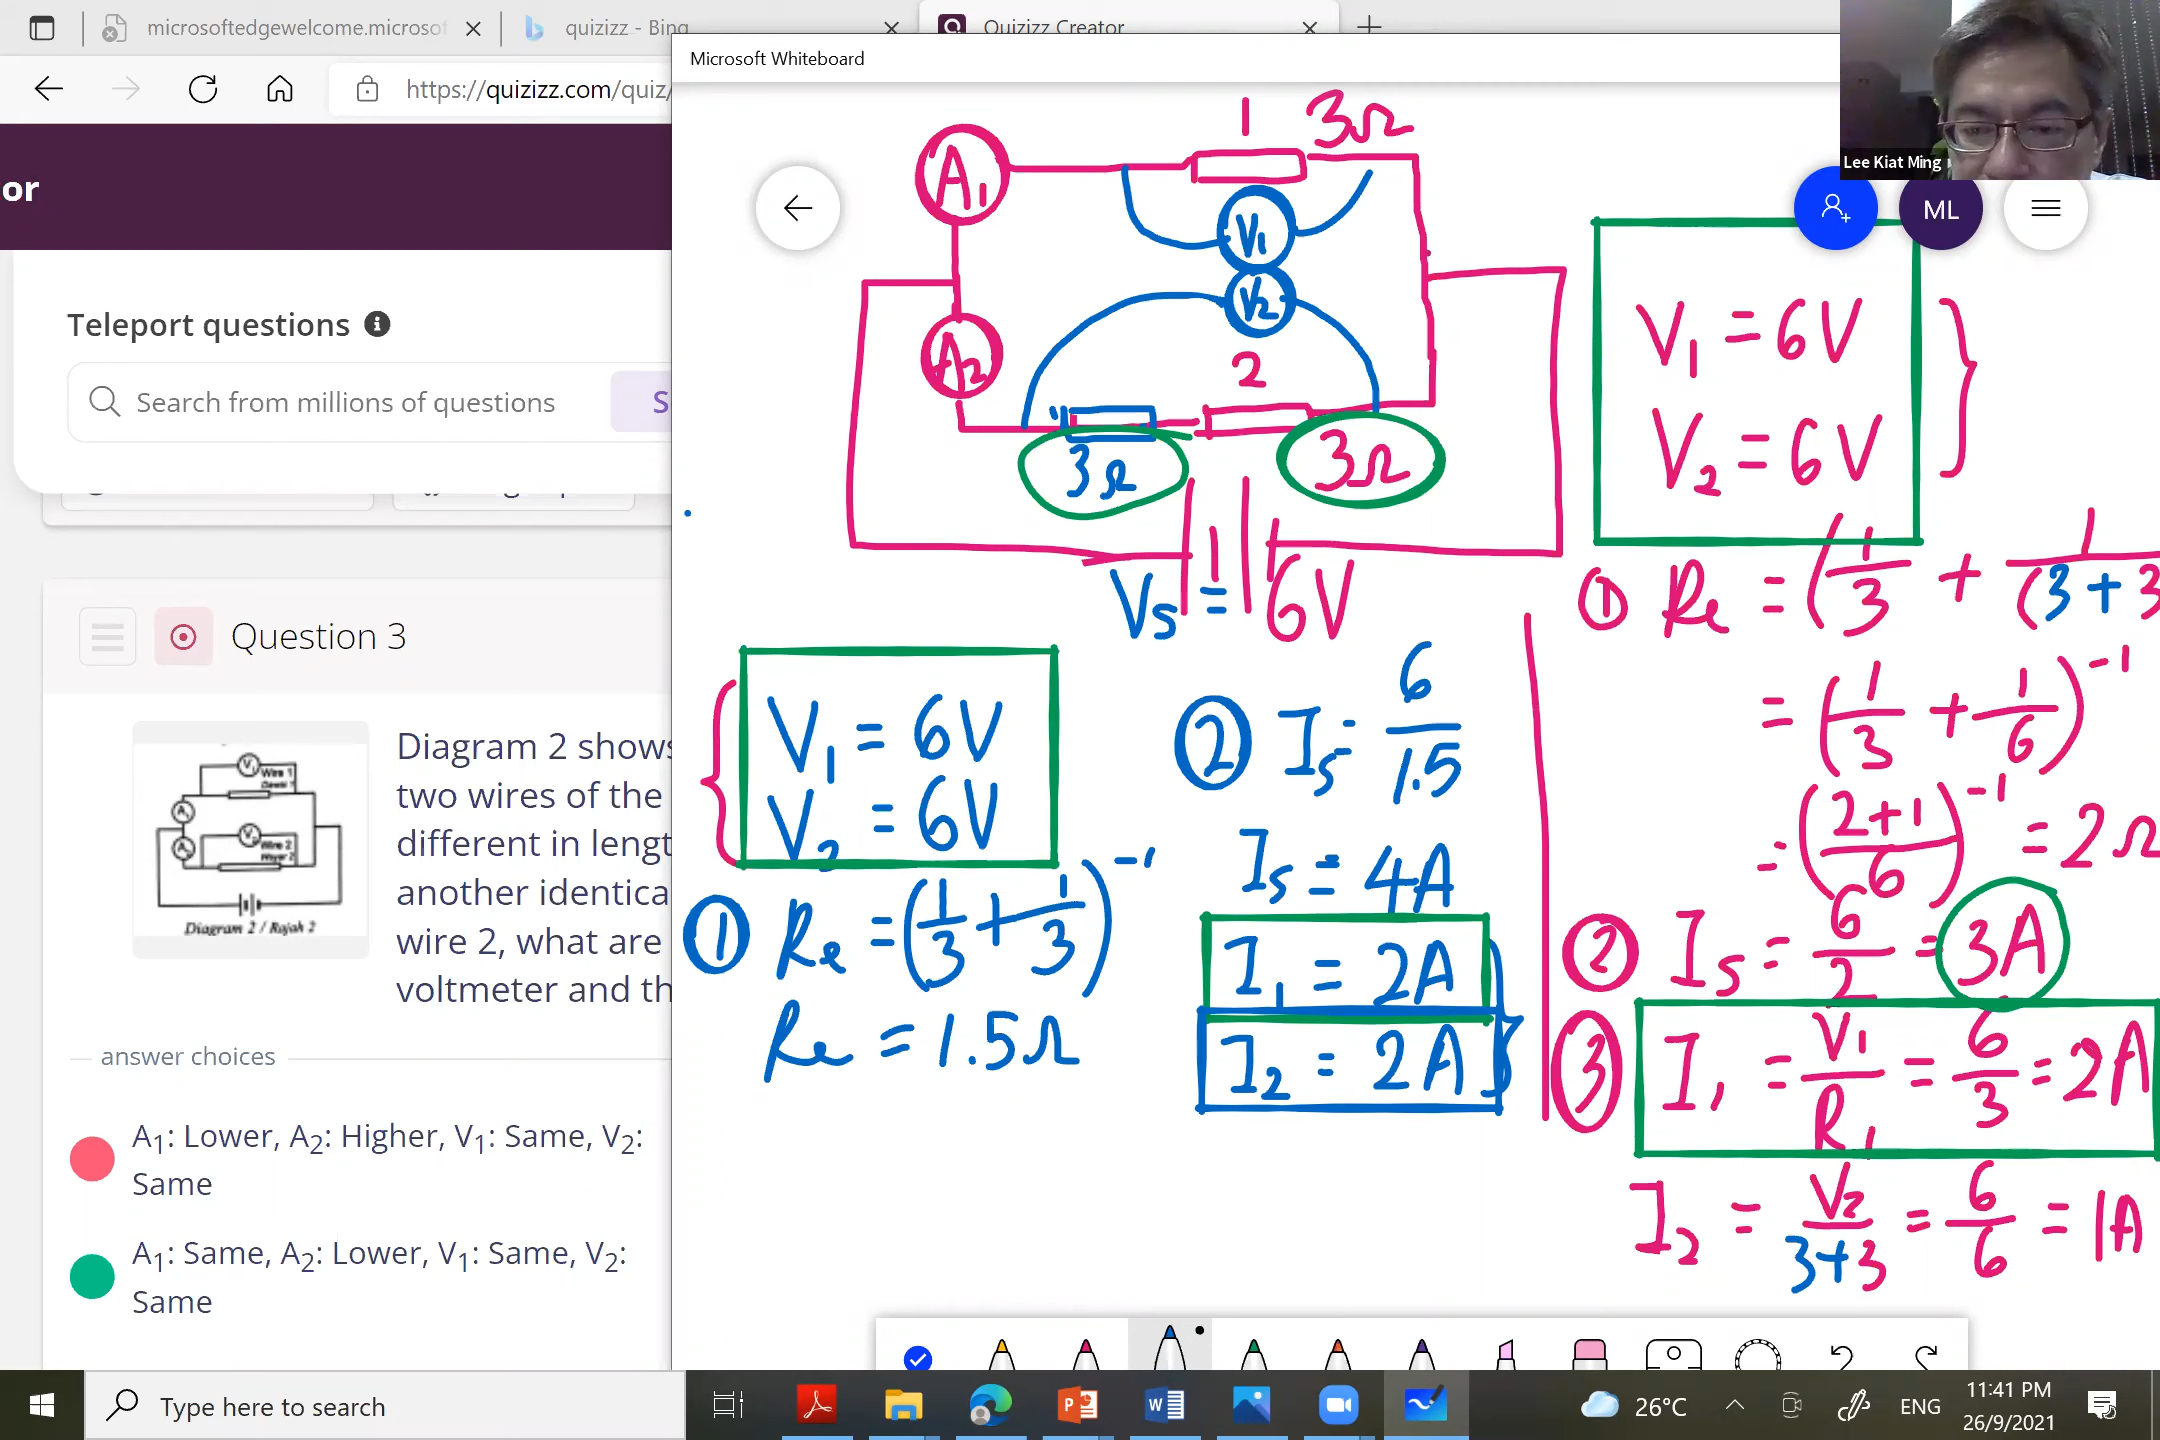 microsoftedgewelcome.microso
quizizz - Bing
Quizizz Creator
https://quizizz.com/quiz/
Microsoft Whiteboard
Lee Kiat Ming
ML
or
Teleport questions
Search from millions of questions
S
Question 3
Diagram 2 shows
two wires of the
different in lengt
another identica
wire 2, what are
voltmeter and th
Wire 1
Wire 2
Diagram 2 / Rajah 2
answer choices
A1: Lower, A2: Higher, V1: Same, V2:
Same
A1: Same, A2: Lower, V1: Same, V2:
Same
A1
1
3Ω
V1
V2
A2
2
3Ω
3Ω
Vs = 6V
V1 = 6V
V2 = 6V
① Re = (1/3 + 1/3)⁻¹
Re = 1.5Ω
② Is = 6/1.5
Is = 4A
I1 = 2A
I2 = 2A
V1 = 6V
V2 = 6V
① Re = (1/3 + 1/(3+3
= (1/3 + 1/6)⁻¹
= (2+1/6)⁻¹ = 2Ω
② Is = 6/2 = 3A
③ I1 = V1/R1 = 6/3 = 2A
I2 = V2/3+3 = 6/6 = 1A
Type here to search
26°C
ENG
11:41 PM
26/9/2021